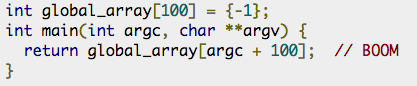 int global_array[100] = {-1};
int main(int argc, char **argv) {
  return global_array[argc + 100];  // BOOM
}